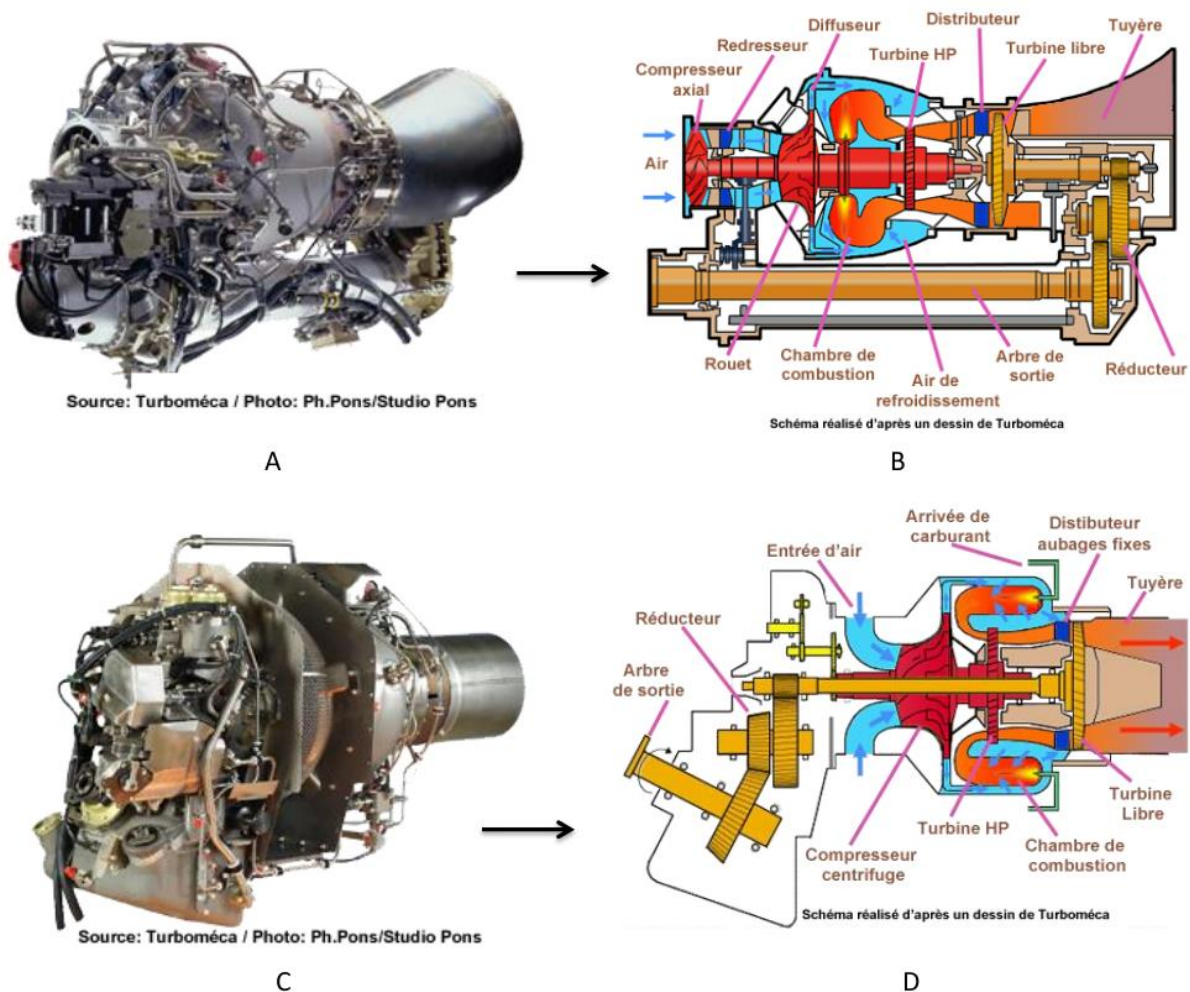 Diffuseur
Distributeur
Redresseur
Turbine HP
Turbine libre
Tuyère
Compresseur
axial
Air
Rouet
Chambre de
combustion
Air de
refroidissement
Arbre de
sortie
Réducteur
Source: Turboméca / Photo: Ph.Pons/Studio Pons
Schéma réalisé d'après un dessin de Turboméca
A
B
Arrivée de
carburant
Distibuteur
aubages fixes
Entrée d'air
Tuyère
Réducteur
Arbre
de sortie
Turbine
Libre
Turbine HP
Compresseur
centrifuge
Chambre de
combustion
Schéma réalisé d'après un dessin de Turboméca
Source: Turboméca / Photo: Ph.Pons/Studio Pons
C
D